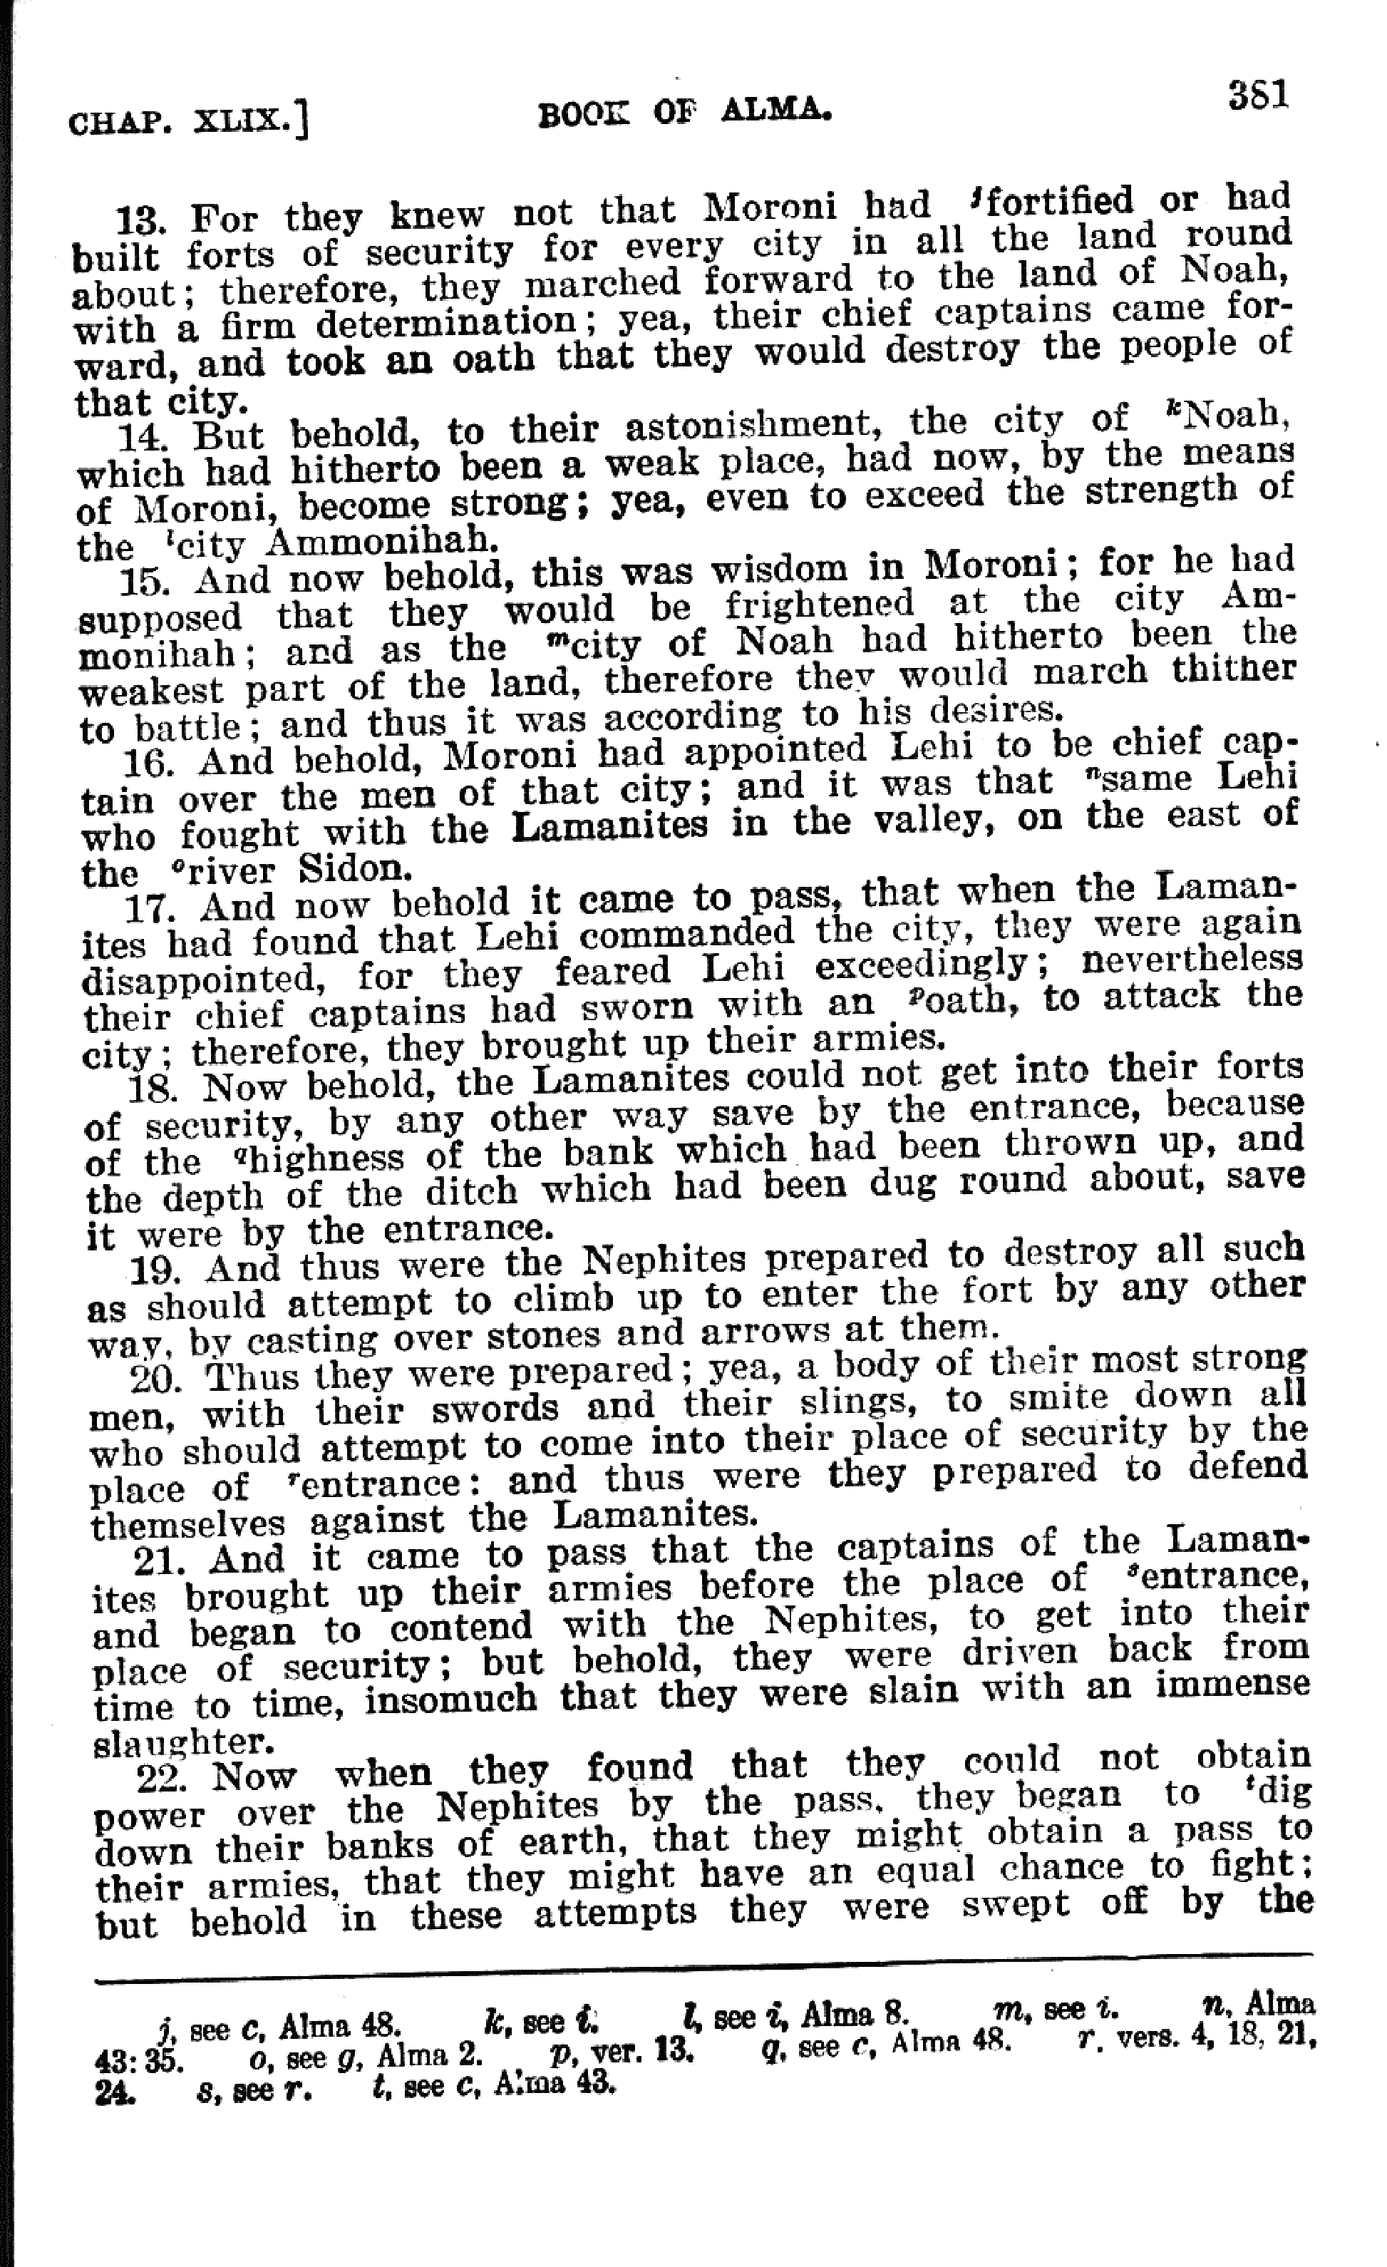 CHAP. XLIX.] BOOK OF ALMA. 381
13. For they knew not that Moroni had ʲfortified or had
built forts of security for every city in all the land round
about; therefore, they marched forward to the land of Noah,
with a firm determination; yea, their chief captains came for-
ward, and took an oath that they would destroy the people of
that city.
14. But behold, to their astonishment, the city of ᵏNoah,
which had hitherto been a weak place, had now, by the means
of Moroni, become strong; yea, even to exceed the strength of
the ˡcity Ammonihah.
15. And now behold, this was wisdom in Moroni; for he had
supposed that they would be frightened at the city Am-
monihah; and as the ᵐcity of Noah had hitherto been the
weakest part of the land, therefore they would march thither
to battle; and thus it was according to his desires.
16. And behold, Moroni had appointed Lehi to be chief cap-
tain over the men of that city; and it was that ⁿsame Lehi
who fought with the Lamanites in the valley, on the east of
the ᵒriver Sidon.
17. And now behold it came to pass, that when the Laman-
ites had found that Lehi commanded the city, they were again
disappointed, for they feared Lehi exceedingly; nevertheless
their chief captains had sworn with an ᵖoath, to attack the
city; therefore, they brought up their armies.
18. Now behold, the Lamanites could not get into their forts
of security, by any other way save by the entrance, because
of the qhighness of the bank which had been thrown up, and
the depth of the ditch which had been dug round about, save
it were by the entrance.
19. And thus were the Nephites prepared to destroy all such
as should attempt to climb up to enter the fort by any other
way, by casting over stones and arrows at them.
20. Thus they were prepared; yea, a body of their most strong
men, with their swords and their slings, to smite down all
who should attempt to come into their place of security by the
place of ʳentrance: and thus were they prepared to defend
themselves against the Lamanites.
21. And it came to pass that the captains of the Laman-
ites brought up their armies before the place of ˢentrance,
and began to contend with the Nephites, to get into their
place of security; but behold, they were driven back from
time to time, insomuch that they were slain with an immense
slaughter.
22. Now when they found that they could not obtain
power over the Nephites by the pass, they began to ᵗdig
down their banks of earth, that they might obtain a pass to
their armies, that they might have an equal chance to fight;
but behold in these attempts they were swept off by the
j, see c, Alma 48. k, see i. l, see i, Alma 8. m, see i. n, Alma
43:35. o, see g, Alma 2. p, ver. 13. q, see c, Alma 48. r, vers. 4, 18, 21,
24. s, see r. t, see c, Alma 43.